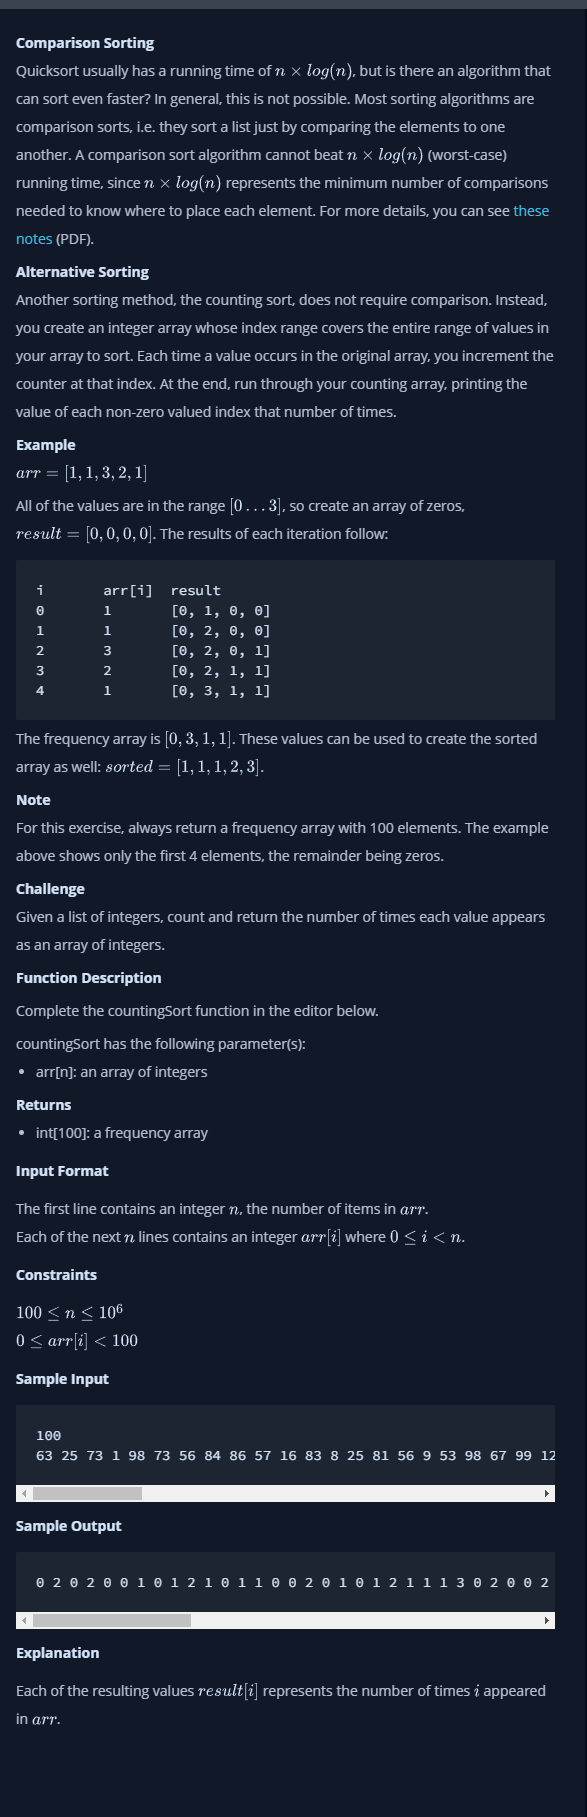 Comparison Sorting
Quicksort usually has a running time of n × log(n), but is there an algorithm that
can sort even faster? In general, this is not possible. Most sorting algorithms are
comparison sorts, i.e. they sort a list just by comparing the elements to one
another. A comparison sort algorithm cannot beat n × log(n) (worst-case)
running time, since n × log(n) represents the minimum number of comparisons
needed to know where to place each element. For more details, you can see these
notes (PDF).
Alternative Sorting
Another sorting method, the counting sort, does not require comparison. Instead,
you create an integer array whose index range covers the entire range of values in
your array to sort. Each time a value occurs in the original array, you increment the
counter at that index. At the end, run through your counting array, printing the
value of each non-zero valued index that number of times.
Example
arr = [1, 1, 3, 2, 1]
All of the values are in the range [0 . . . 3], so create an array of zeros,
result = [0, 0, 0, 0]. The results of each iteration follow:
i arr[i] result
0 1 [0, 1, 0, 0]
1 1 [0, 2, 0, 0]
2 3 [0, 2, 0, 1]
3 2 [0, 2, 1, 1]
4 1 [0, 3, 1, 1]
The frequency array is [0, 3, 1, 1]. These values can be used to create the sorted
array as well: sorted = [1, 1, 1, 2, 3].
Note
For this exercise, always return a frequency array with 100 elements. The example
above shows only the first 4 elements, the remainder being zeros.
Challenge
Given a list of integers, count and return the number of times each value appears
as an array of integers.
Function Description
Complete the countingSort function in the editor below.
countingSort has the following parameter(s):
• arr[n]: an array of integers
Returns
• int[100]: a frequency array
Input Format
The first line contains an integer n, the number of items in arr.
Each of the next n lines contains an integer arr[i] where 0 ≤ i < n.
Constraints
100 ≤ n ≤ 10⁶
0 ≤ arr[i] < 100
Sample Input
100
63 25 73 1 98 73 56 84 86 57 16 83 8 25 81 56 9 53 98 67 99 12
Sample Output
0 2 0 2 0 0 1 0 1 2 1 0 1 1 0 0 2 0 1 0 1 2 1 1 1 3 0 2 0 0 2
Explanation
Each of the resulting values result[i] represents the number of times i appeared
in arr.